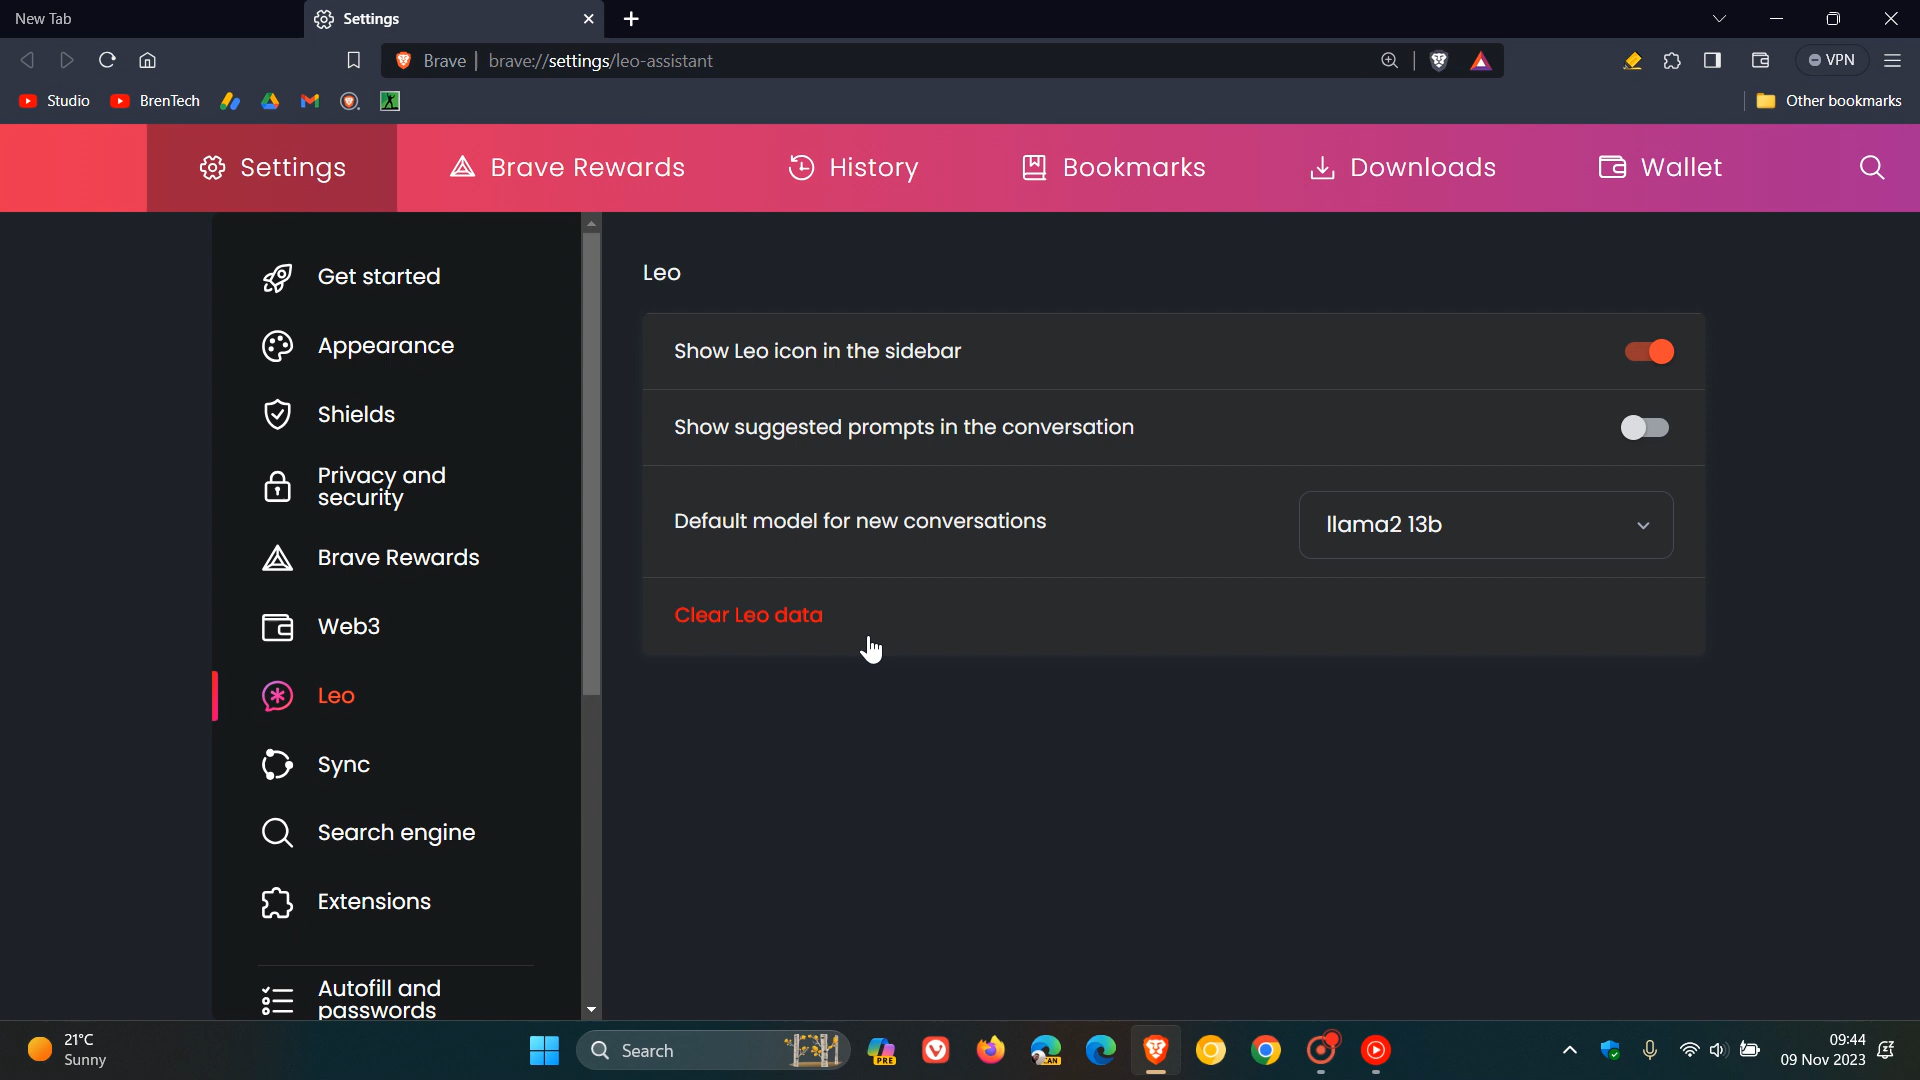 New Tab
Settings
Brave
brave://settings/leo-assistant
VPN
Studio
BrenTech
Other bookmarks
Settings
Brave Rewards
History
Bookmarks
Downloads
Wallet
Get started
Appearance
Shields
Privacy and
security
Brave Rewards
Web3
Leo
Sync
Search engine
Extensions
Autofill and
passwords
Leo
Show Leo icon in the sidebar
Show suggested prompts in the conversation
Default model for new conversations
llama2 13b
Clear Leo data
21°C
Sunny
Search
PRE
CAN
09:44
09 Nov 2023